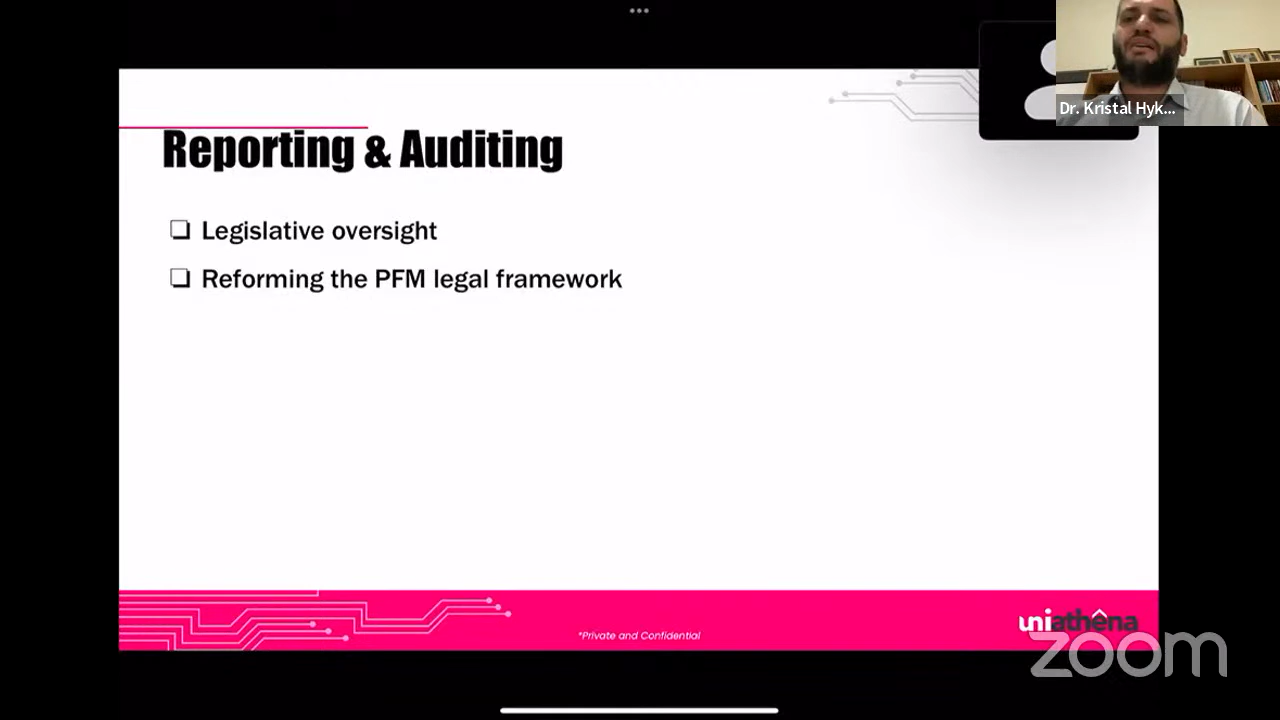 Dr. Kristal Hyk...
Reporting & Auditing
❑ Legislative oversight
❑ Reforming the PFM legal framework
*Private and Confidential
uniathena
zoom